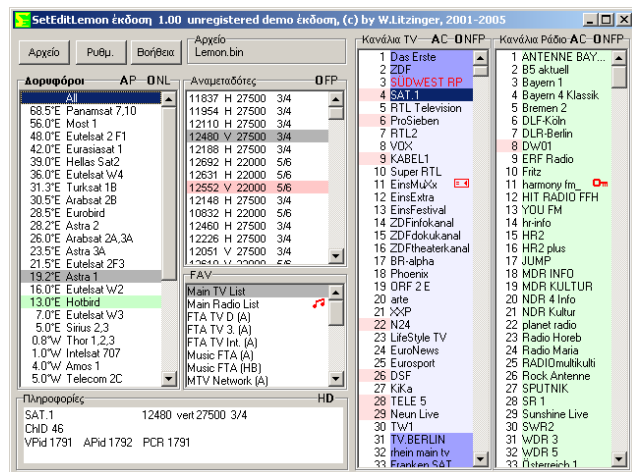 SetEditLemon έκδοση 1.00 unregistered demo έκδοση, (c) by W.Litzinger, 2001-2005
Αρχείο
Ρυθμ.
Βοήθεια
Αρχείο
Lemon.bin
Δορυφόροι AP ONL
All
68.5°E Panamsat 7,10
56.0°E Most 1
48.0°E Eutelsat 2 F1
42.0°E Eurasiasat 1
39.0°E Hellas Sat2
36.0°E Eutelsat W4
31.3°E Turksat 1B
30.5°E Arabsat 2B
28.5°E Eurobird
28.2°E Astra 2
26.0°E Arabsat 2A,3A
23.5°E Astra 3A
21.5°E Eutelsat 2F3
19.2°E Astra 1
16.0°E Eutelsat W2
13.0°E Hotbird
7.0°E Eutelsat W3
5.0°E Sirius 2,3
0.8°W Thor 1,2,3
1.0°W Intelsat 707
4.0°W Amos 1
5.0°W Telecom 2C
Αναμεταδότες OFP
11837 H 27500 3/4
11954 H 27500 3/4
12110 H 27500 3/4
12480 V 27500 3/4
12188 H 27500 3/4
12692 H 22000 5/6
12631 H 22000 5/6
12552 V 22000 5/6
12148 H 27500 3/4
10832 H 22000 5/6
12460 H 27500 3/4
12226 H 27500 3/4
12051 V 27500 3/4
12610 V 22000 5/6
FAV
Main TV List
Main Radio List
FTA TV D (A)
FTA TV 3. (A)
FTA TV Int. (A)
Music FTA (A)
Music FTA (HB)
MTV Network (A)
Πληροφορίες HD
SAT.1 12480 vert 27500 3/4
ChID 46
VPid 1791 APid 1792 PCR 1791
Κανάλια TV AC ONFP
1 Das Erste
2 ZDF
3 SÜDWEST RP
4 SAT.1
5 RTL Television
6 ProSieben
7 RTL2
8 VOX
9 KABEL1
10 Super RTL
11 EinsMuXx
12 EinsExtra
13 EinsFestival
14 ZDFinfokanal
15 ZDFdokukanal
16 ZDFtheaterkanal
17 BR-alpha
18 Phoenix
19 ORF 2 E
20 arte
21 XXP
22 N24
23 LifeStyle TV
24 EuroNews
25 Eurosport
26 DSF
27 KiKa
28 TELE 5
29 Neun Live
30 TW1
31 TV.BERLIN
32 rhein main tv
33 Franken SAT
Κανάλια Ράδιο AC ONFP
1 ANTENNE BAY...
2 B5 aktuell
3 Bayern 1
4 Bayern 4 Klassik
5 Bremen 2
6 DLF-Köln
7 DLR-Berlin
8 DW01
9 ERF Radio
10 Fritz
11 harmony fm_
12 HIT RADIO FFH
13 YOU FM
14 hr-info
15 HR2
16 HR2 plus
17 JUMP
18 MDR INFO
19 MDR KULTUR
20 NDR 4 Info
21 NDR Kultur
22 planet radio
23 Radio Horeb
24 Radio Maria
25 RADIOmultikulti
26 Rock Antenne
27 SPUTNIK
28 SR 1
29 Sunshine Live
30 SWR2
31 WDR 3
32 WDR 5
33 Österreich 1